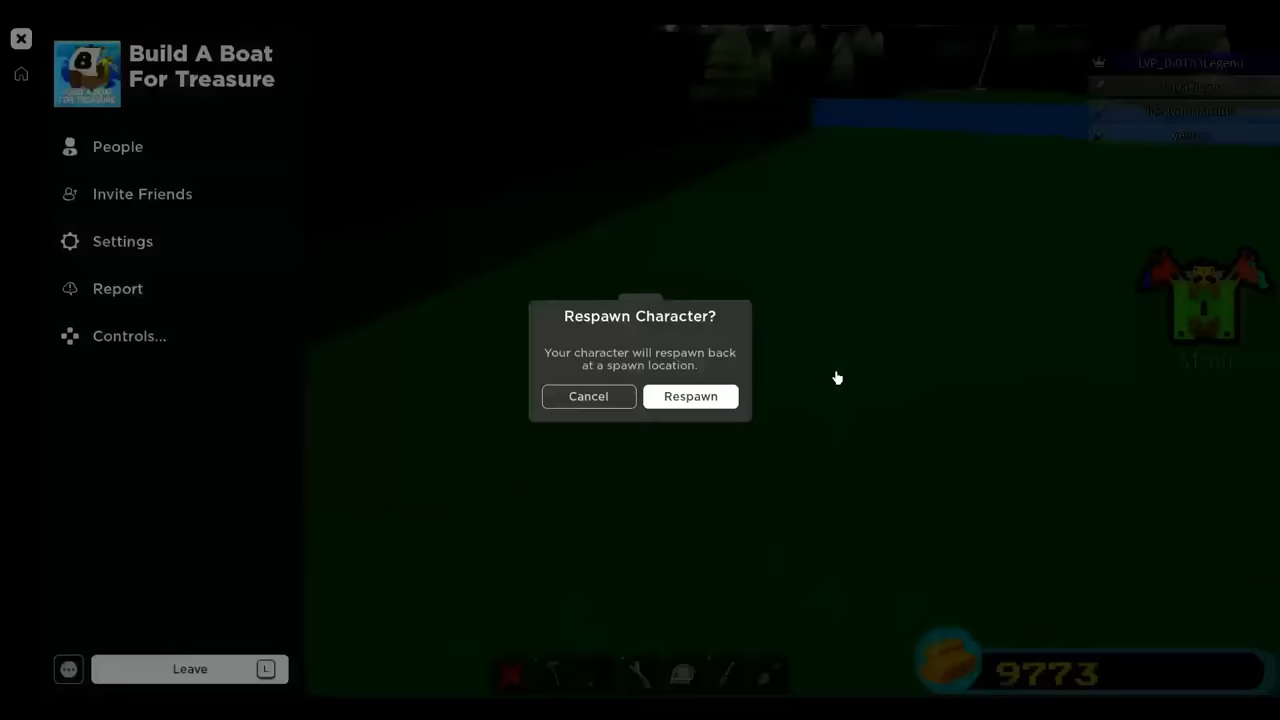 Build A Boat
For Treasure
People
Invite Friends
Settings
Report
Controls...
Respawn Character?
Your character will respawn back
at a spawn location.
Cancel
Respawn
Menu
Leave
L
9773